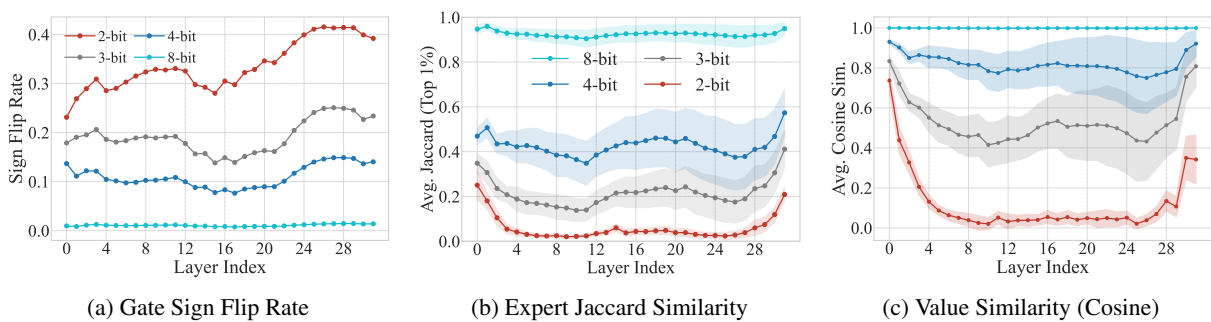 Sign Flip Rate
0.4
0.3
0.2
0.1
0.0
2-bit
4-bit
3-bit
8-bit
0 4 8 12 16 20 24 28
Layer Index
(a) Gate Sign Flip Rate
Avg. Jaccard (Top 1%)
1.0
0.8
0.6
0.4
0.2
0.0
8-bit
3-bit
4-bit
2-bit
0 4 8 12 16 20 24 28
Layer Index
(b) Expert Jaccard Similarity
Avg. Cosine Sim.
1.0
0.8
0.6
0.4
0.2
0.0
0 4 8 12 16 20 24 28
Layer Index
(c) Value Similarity (Cosine)